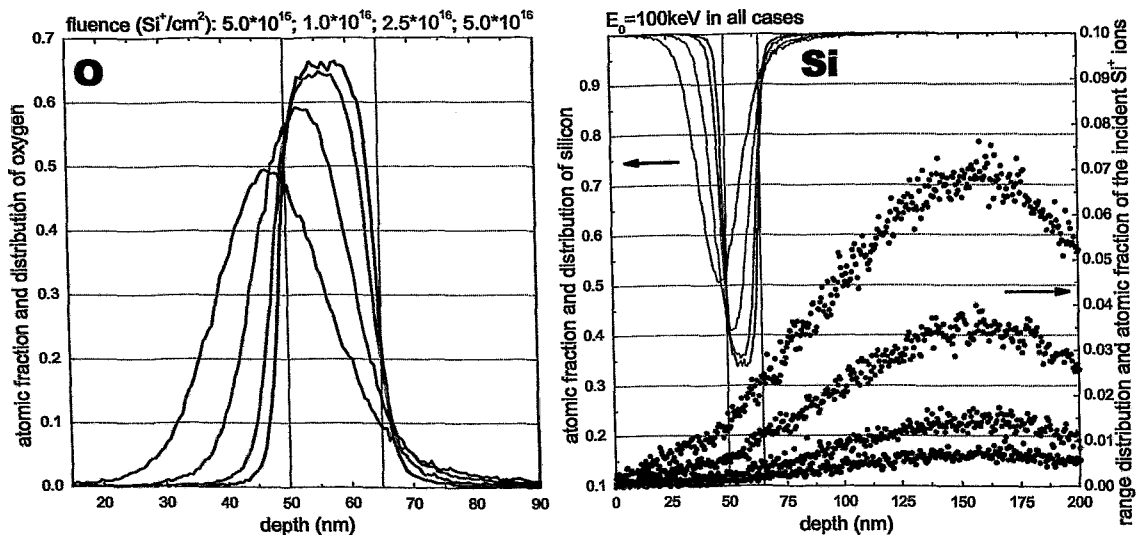 fluence (Si⁺/cm²): 5.0*10¹⁶; 1.0*10¹⁶; 2.5*10¹⁶; 5.0*10¹⁶
O
atomic fraction and distribution of oxygen
0.7
0.6
0.5
0.4
0.3
0.2
0.1
0.0
20 30 40 50 60 70 80 90
depth (nm)
E₀=100keV in all cases
Si
atomic fraction and distribution of silicon
0.9
0.8
0.7
0.6
0.5
0.4
0.3
0.2
0.1
0 25 50 75 100 125 150 175 200
depth (nm)
0.10
0.09
0.08
0.07
0.06
0.05
0.04
0.03
0.02
0.01
0.00
range distribution and atomic fraction of the incident Si⁺ ions